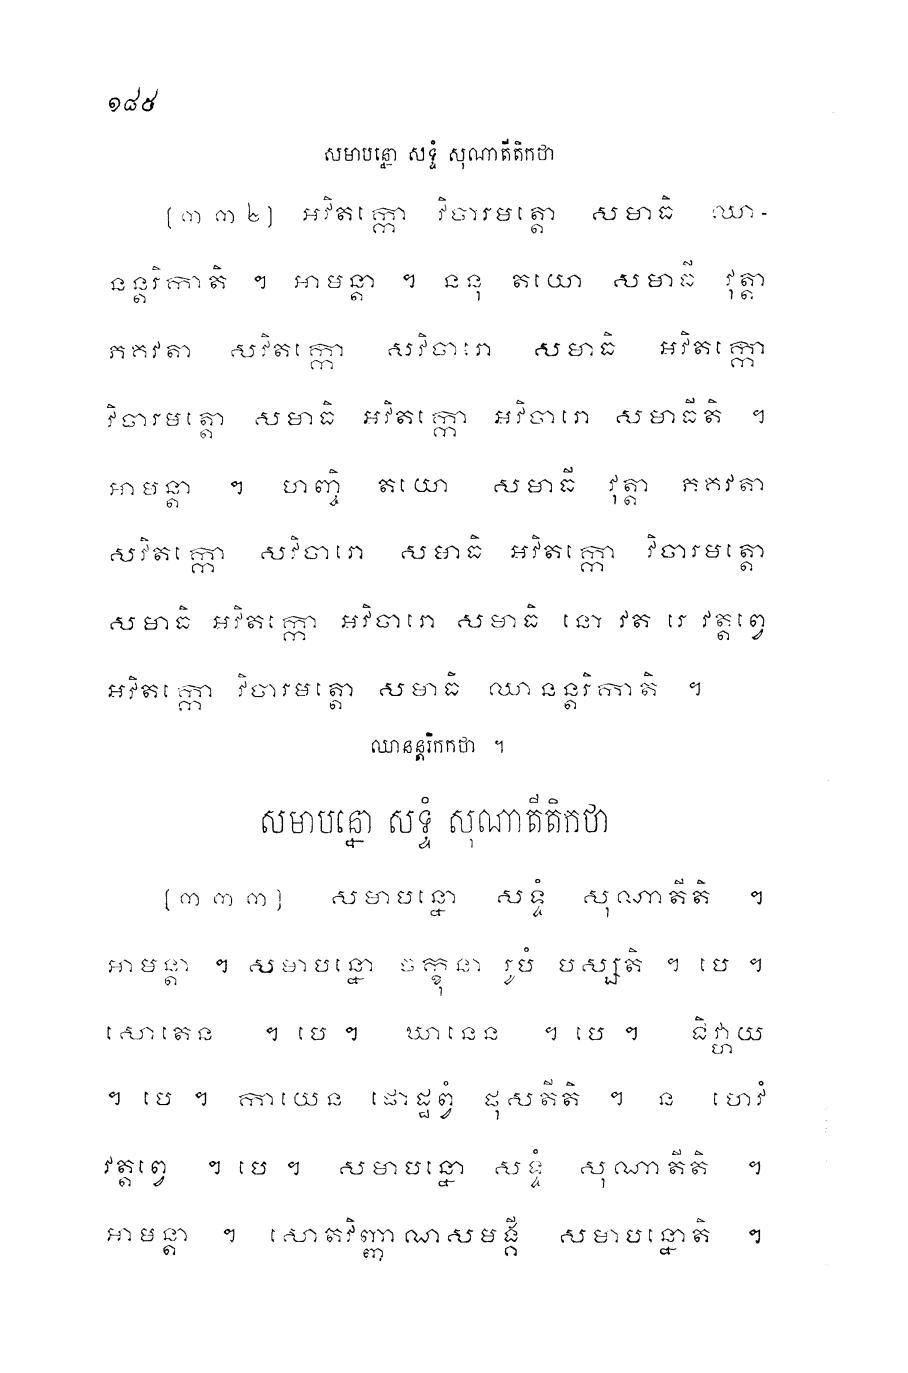 ១៨៥
សមាបន្នោ សទ្ទំ សុណាតីតិកថា
(៣៣២) អវិតក្កោ វិចារមត្តោ សមាធិ ឈា-
នន្តរិកាតិ ។ អាមន្តា ។ ននុ តយោ សមាធី វុត្តា
ភគវតា សវិតក្កោ សវិចារោ សមាធិ អវិតក្កោ
វិចារមត្តោ សមាធិ អវិតក្កោ អវិចារោ សមាធីតិ ។
អាមន្តា ។ ហញ្ចិ តយោ សមាធី វុត្តា ភគវតា
សវិតក្កោ សវិចារោ សមាធិ អវិតក្កោ វិចារមត្តោ
សមាធិ អវិតក្កោ អវិចារោ សមាធិ នោ វត រេ វត្តព្វេ
អវិតក្កោ វិចារមត្តោ សមាធិ ឈានន្តរិកាតិ ។
ឈានន្តរិកកថា ។
សមាបន្នោ សទ្ទំ សុណាតីតិកថា
(៣៣៣) សមាបន្នោ សទ្ទំ សុណាតីតិ ។
អាមន្តា ។ សមាបន្នោ ចក្ខុនា រូបំ បស្សតិ ។ បេ ។
សោតេន ។ បេ ។ ឃានេន ។ បេ ។ ជិវ្ហាយ
។ បេ ។ កាយេន ផោដ្ឋព្វំ ផុសតីតិ ។ ន ហេវំ
វត្តព្វេ ។ បេ ។ សមាបន្នោ សទ្ទំ សុណាតីតិ ។
អាមន្តា ។ សោតវិញ្ញាណសមង្គី សមាបន្នោតិ ។